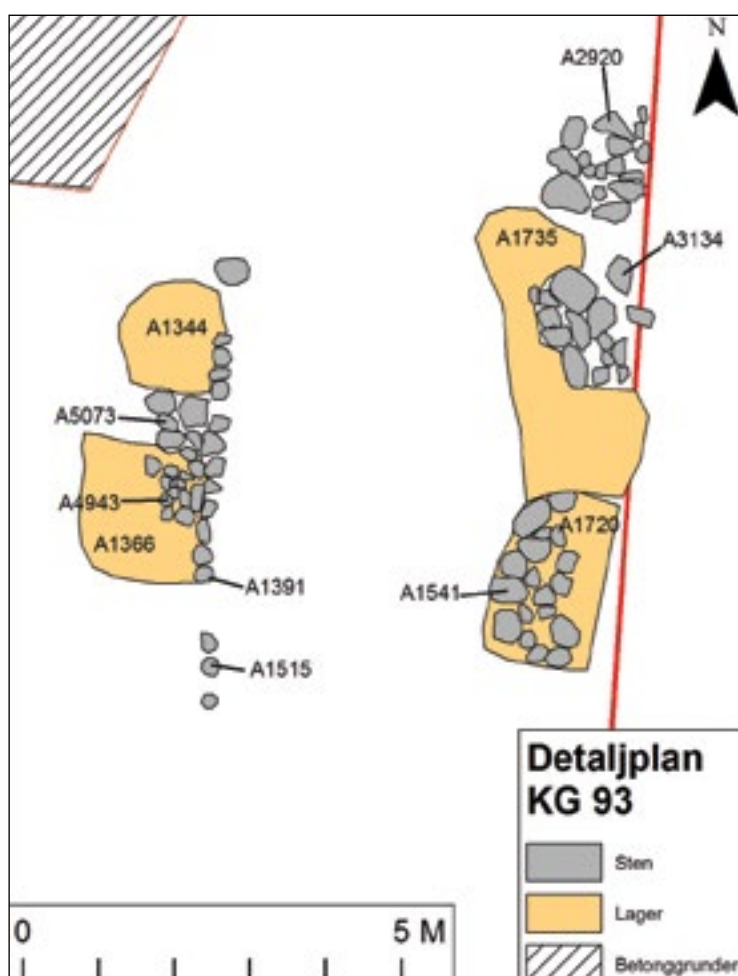 N
A2920
A1735
A3134
A1344
A5073
A4943
A1366
A1720
A1391
A1541
A1515
Detaljplan
KG 93
Sten
Lager
Betonggrunder
0
5 M